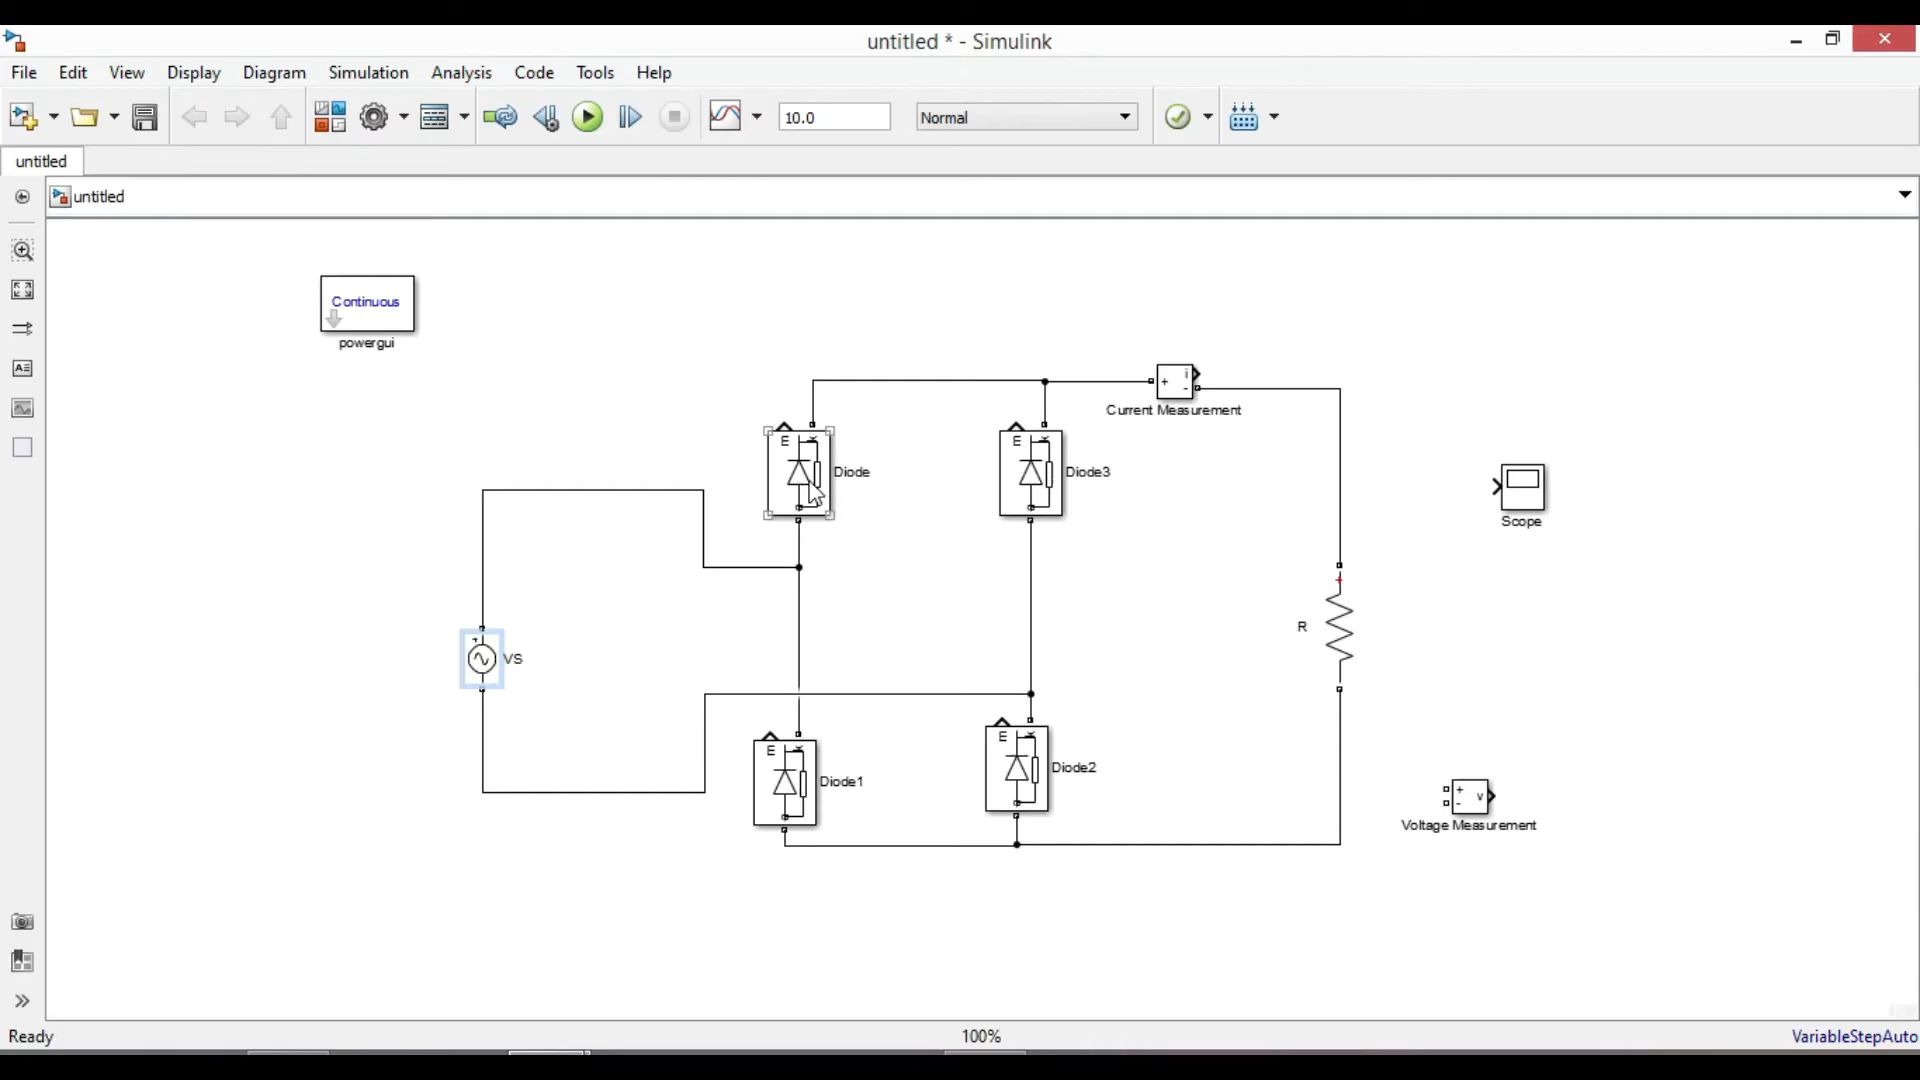 untitled * - Simulink
File Edit View Display Diagram Simulation Analysis Code Tools Help
10.0 Normal
untitled
untitled
Continuous
powergui
i
+
-
Current Measurement
E
Diode
E
Diode3
Scope
+
R
+
VS
E
Diode1
E
Diode2
+
-
v
Voltage Measurement
Ready 100% VariableStepAuto